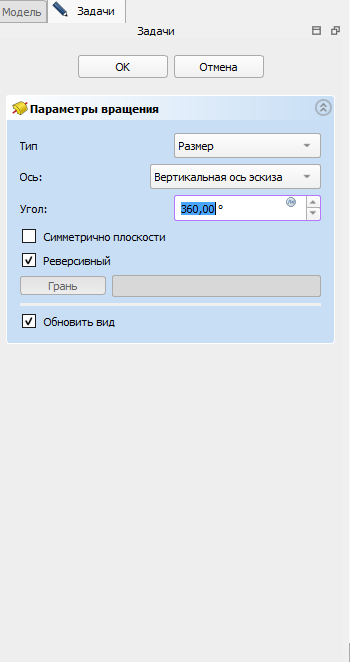 Модель Задачи
Задачи
OK Отмена
Параметры вращения
Тип Размер
Ось: Вертикальная ось эскиза
Угол: 360,00 °
Симметрично плоскости
Реверсивный
Грань
Обновить вид